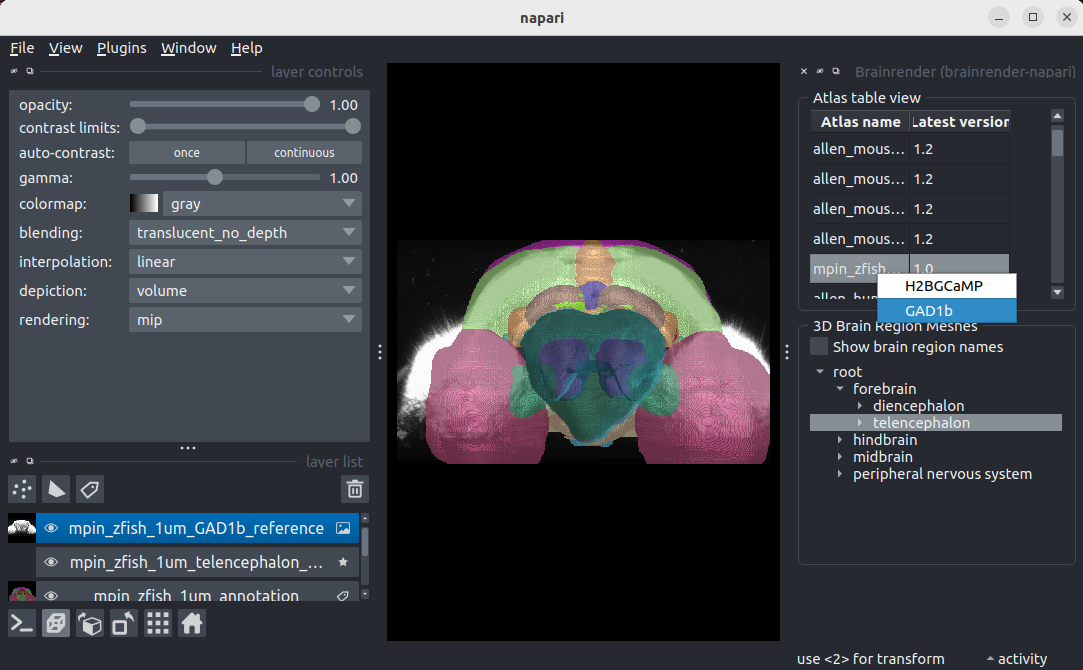 napari
File View Plugins Window Help
layer controls
opacity: 1.00
contrast limits:
auto-contrast: once continuous
gamma: 1.00
colormap: gray
blending: translucent_no_depth
interpolation: linear
depiction: volume
rendering: mip
layer list
mpin_zfish_1um_GAD1b_reference
mpin_zfish_1um_telencephalon_...
mpin_zfish_1um_annotation
Brainrender (brainrender-napari)
Atlas table view
Atlas name Latest version
allen_mous... 1.2
allen_mous... 1.2
allen_mous... 1.2
allen_mous... 1.2
mpin_zfish... 1.0
H2BGCaMP
GAD1b
3D Brain Region Meshes
Show brain region names
root
forebrain
diencephalon
telencephalon
hindbrain
midbrain
peripheral nervous system
use <2> for transform
activity